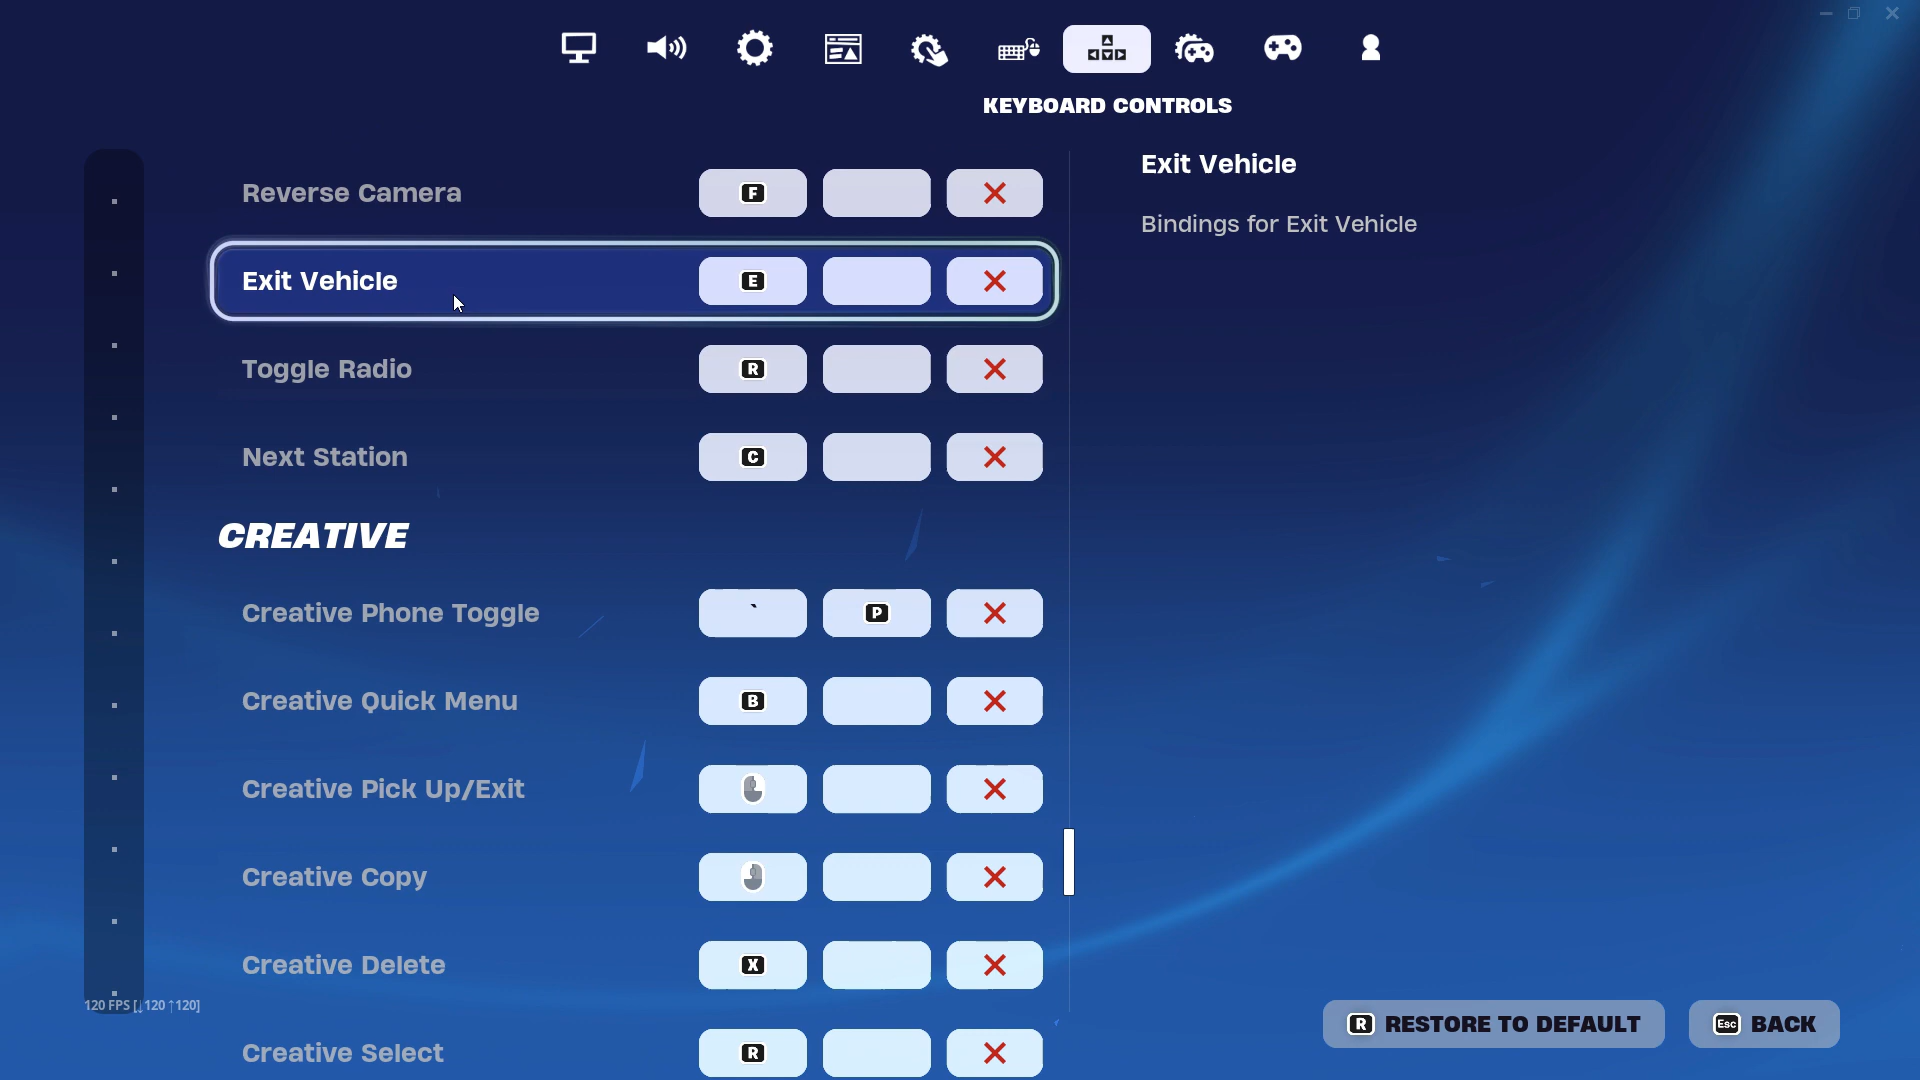 KEYBOARD CONTROLS
Reverse Camera F
Exit Vehicle E
Toggle Radio R
Next Station C
CREATIVE
Creative Phone Toggle ` P
Creative Quick Menu B
Creative Pick Up/Exit
Creative Copy
Creative Delete X
Creative Select R
Exit Vehicle
Bindings for Exit Vehicle
120 FPS [↓120 ↑120]
R RESTORE TO DEFAULT
Esc BACK